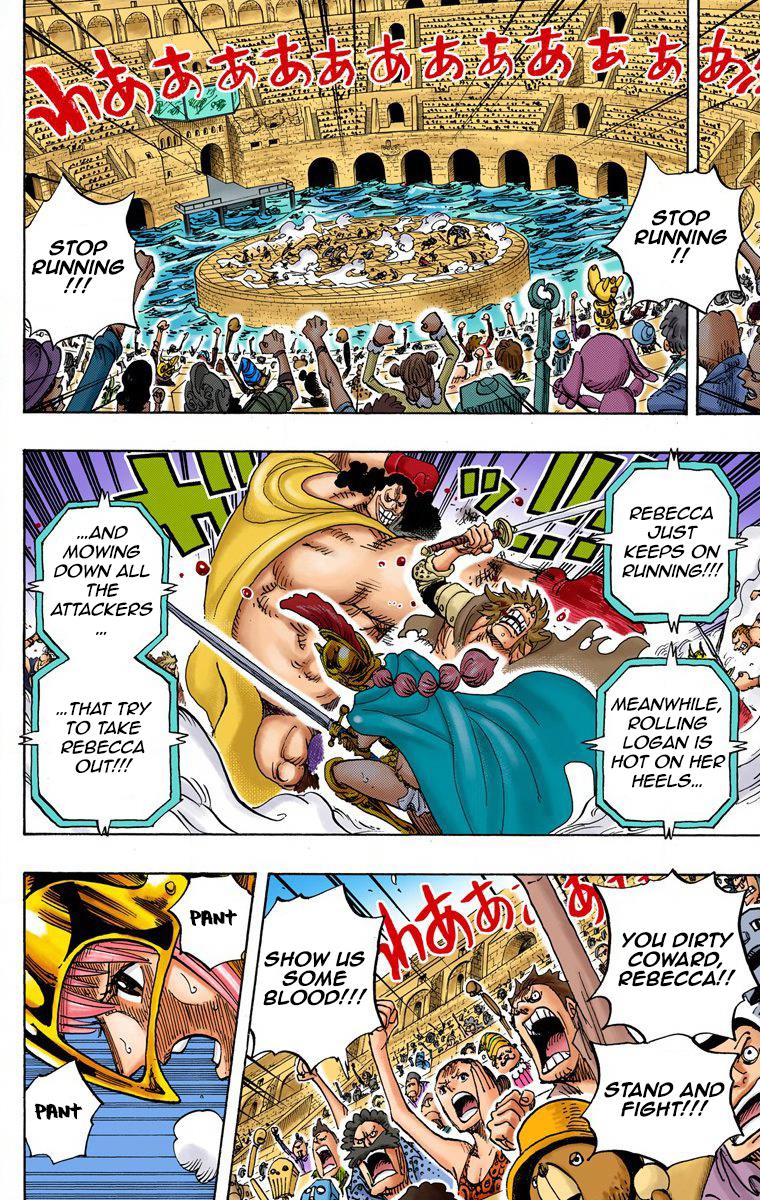 わああああああああああああ!!
STOP
RUNNING
!!
STOP
RUNNING
!!!
REBECCA
JUST
KEEPS ON
RUNNING!!!
MEANWHILE,
ROLLING
LOGAN IS
HOT ON HER
HEELS...
...AND
MOWING
DOWN ALL
THE
ATTACKERS
...
...THAT TRY
TO TAKE
REBECCA
OUT!!!
ッ!!
YOU DIRTY
COWARD,
REBECCA!!
STAND AND
FIGHT!!!
わああああ
SHOW US
SOME
BLOOD!!!
PANT
PANT